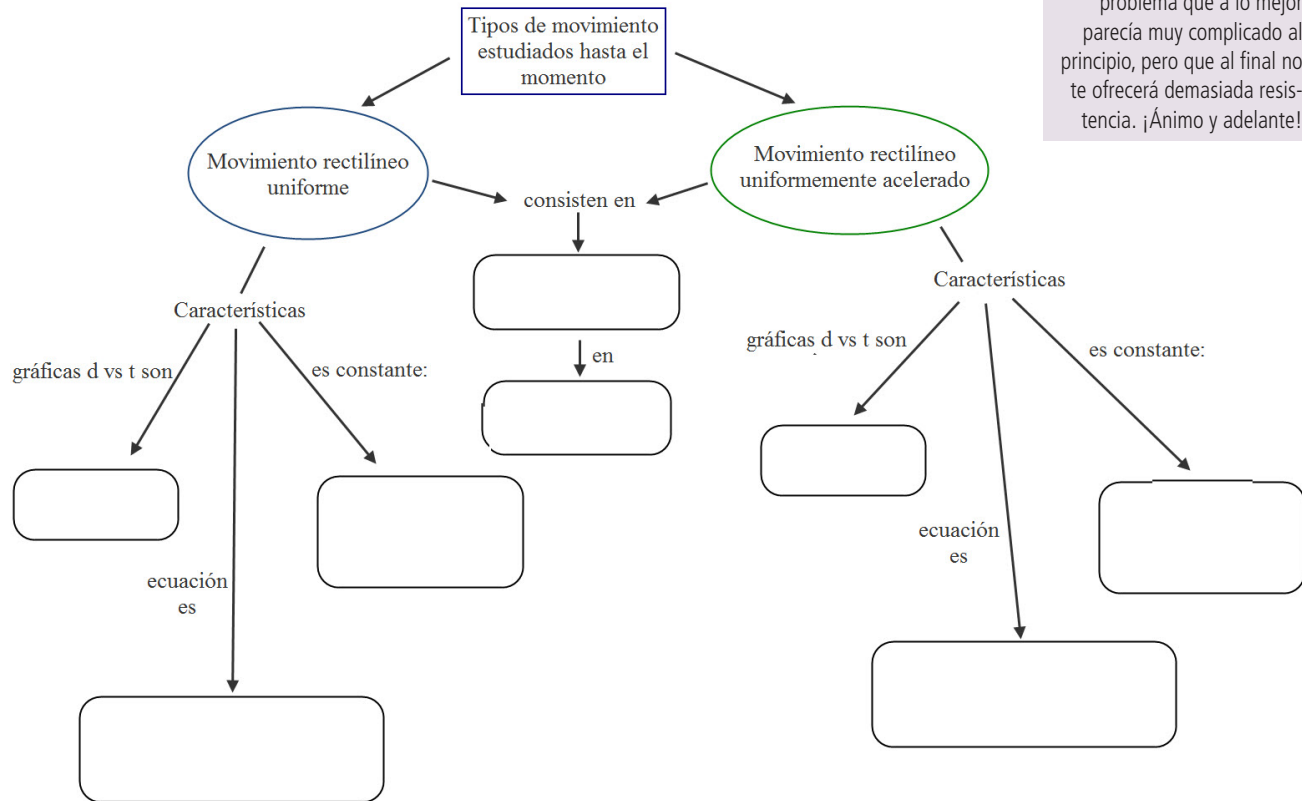 problema que a lo mejor
parecía muy complicado al
principio, pero que al final no
te ofrecerá demasiada resis-
tencia. ¡Ánimo y adelante!
Tipos de movimiento
estudiados hasta el
momento
Movimiento rectilíneo
uniforme
Movimiento rectilíneo
uniformemente acelerado
consisten en
en
Características
gráficas d vs t son
es constante:
ecuación
es
Características
gráficas d vs t son
es constante:
ecuación
es